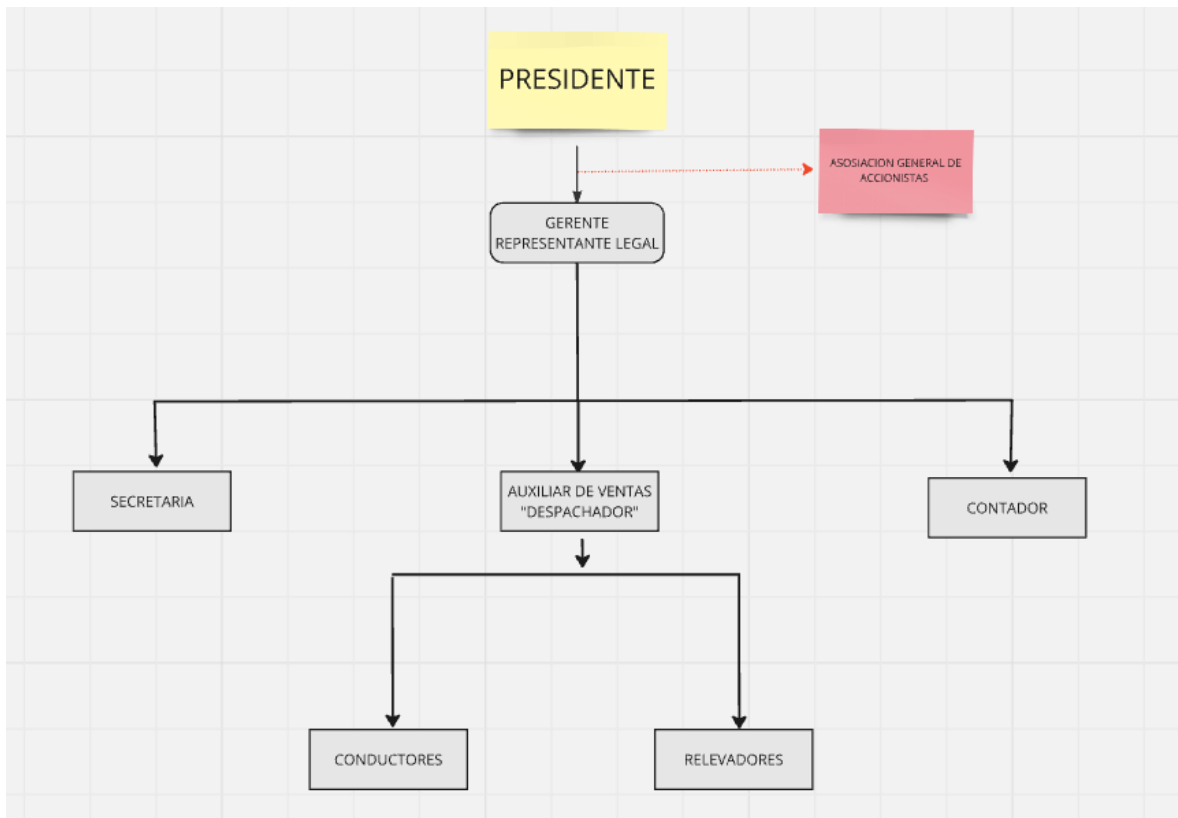 PRESIDENTE
ASOSIACION GENERAL DE
ACCIONISTAS
GERENTE
REPRESENTANTE LEGAL
SECRETARIA
AUXILIAR DE VENTAS
"DESPACHADOR"
CONTADOR
CONDUCTORES
RELEVADORES